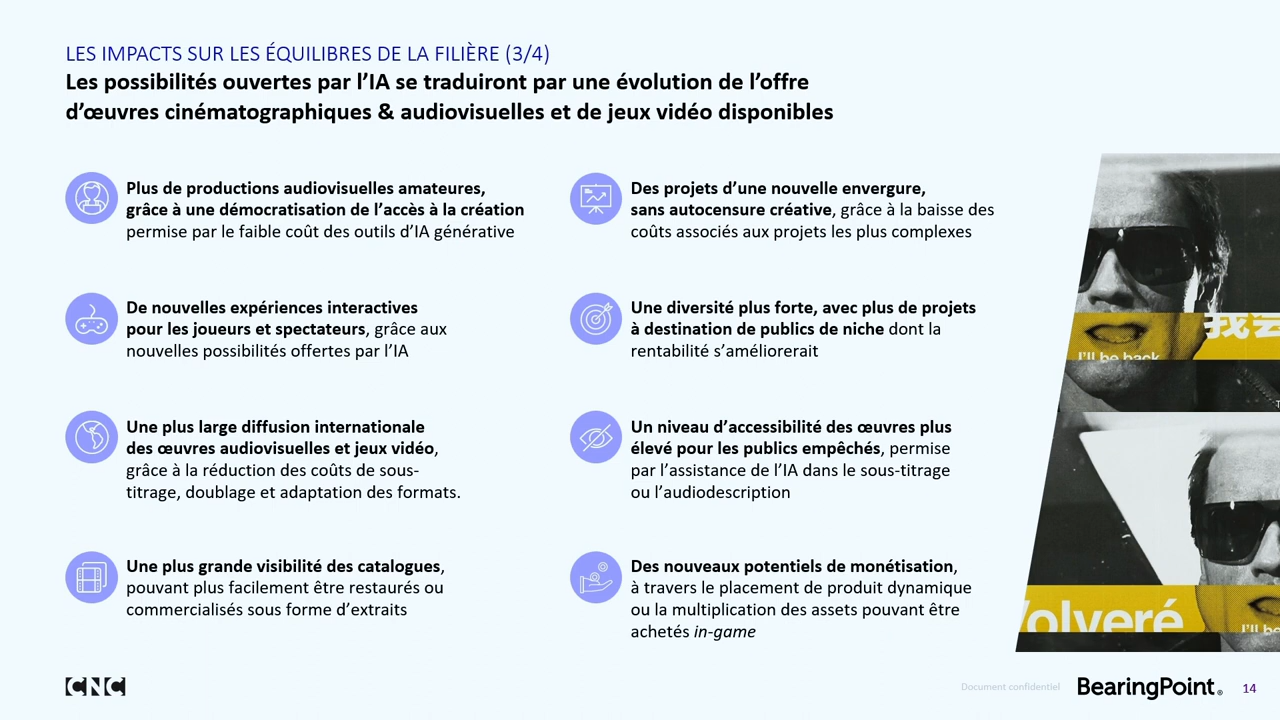 LES IMPACTS SUR LES ÉQUILIBRES DE LA FILIÈRE (3/4)
Les possibilités ouvertes par l’IA se traduiront par une évolution de l’offre
d’œuvres cinématographiques & audiovisuelles et de jeux vidéo disponibles
Plus de productions audiovisuelles amateures,
grâce à une démocratisation de l’accès à la création
permise par le faible coût des outils d’IA générative
De nouvelles expériences interactives
pour les joueurs et spectateurs, grâce aux
nouvelles possibilités offertes par l’IA
Une plus large diffusion internationale
des œuvres audiovisuelles et jeux vidéo,
grâce à la réduction des coûts de sous-
titrage, doublage et adaptation des formats.
Une plus grande visibilité des catalogues,
pouvant plus facilement être restaurés ou
commercialisés sous forme d’extraits
Des projets d’une nouvelle envergure,
sans autocensure créative, grâce à la baisse des
coûts associés aux projets les plus complexes
Une diversité plus forte, avec plus de projets
à destination de publics de niche dont la
rentabilité s’améliorerait
Un niveau d’accessibilité des œuvres plus
élevé pour les publics empêchés, permise
par l’assistance de l’IA dans le sous-titrage
ou l’audiodescription
Des nouveaux potentiels de monétisation,
à travers le placement de produit dynamique
ou la multiplication des assets pouvant être
achetés in-game
我会
I'll be back
Volveré
I'll be
CNC
Document confidentiel
BearingPoint®
14